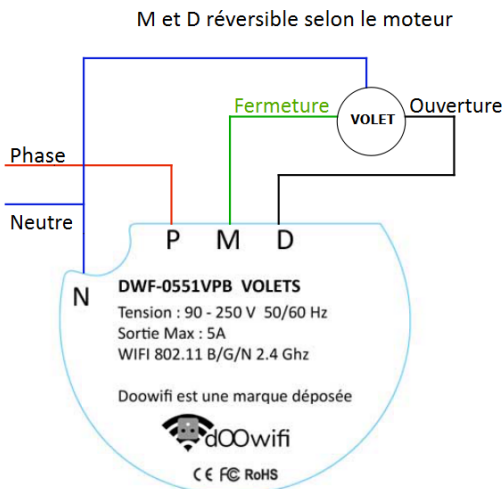 M et D réversible selon le moteur
Fermeture
VOLET
Ouverture
Phase
Neutre
P M D
N
DWF-0551VPB VOLETS
Tension : 90 - 250 V 50/60 Hz
Sortie Max : 5A
WIFI 802.11 B/G/N 2.4 Ghz
Doowifi est une marque déposée
dOOwifi
CE FC RoHS